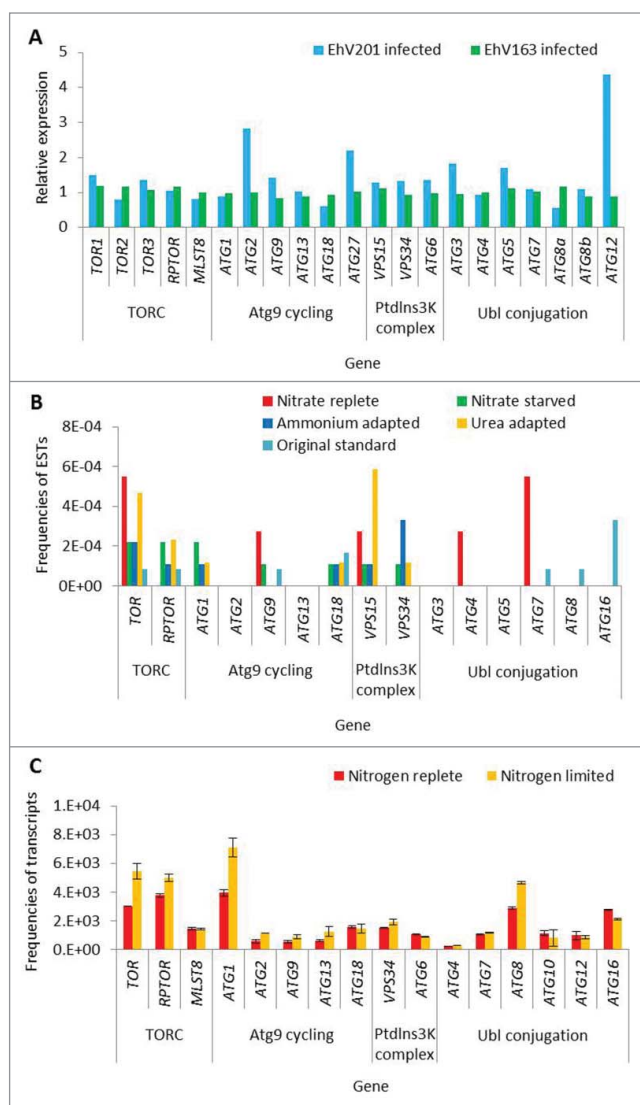 A
EhV201 infected
EhV163 infected
Relative expression
5
4
3
2
1
0
TOR1 TOR2 TOR3 RPTOR MLST8 ATG1 ATG2 ATG9 ATG13 ATG18 ATG27 VPS15 VPS34 ATG6 ATG3 ATG4 ATG5 ATG7 ATG8a ATG8b ATG12
TORC Atg9 cycling PtdIns3K complex Ubl conjugation
Gene
B
Nitrate replete Nitrate starved
Ammonium adapted Urea adapted
Original standard
Frequencies of ESTs
8E-04
6E-04
4E-04
2E-04
0E+00
TOR RPTOR ATG1 ATG2 ATG9 ATG13 ATG18 VPS15 VPS34 ATG3 ATG4 ATG5 ATG7 ATG8 ATG16
TORC Atg9 cycling PtdIns3K complex Ubl conjugation
Gene
C
Nitrogen replete Nitrogen limited
Frequencies of transcripts
1.E+04
8.E+03
6.E+03
4.E+03
2.E+03
0.E+00
TOR RPTOR MLST8 ATG1 ATG2 ATG9 ATG13 ATG18 VPS34 ATG6 ATG4 ATG7 ATG8 ATG10 ATG12 ATG16
TORC Atg9 cycling PtdIns3K complex Ubl conjugation
Gene